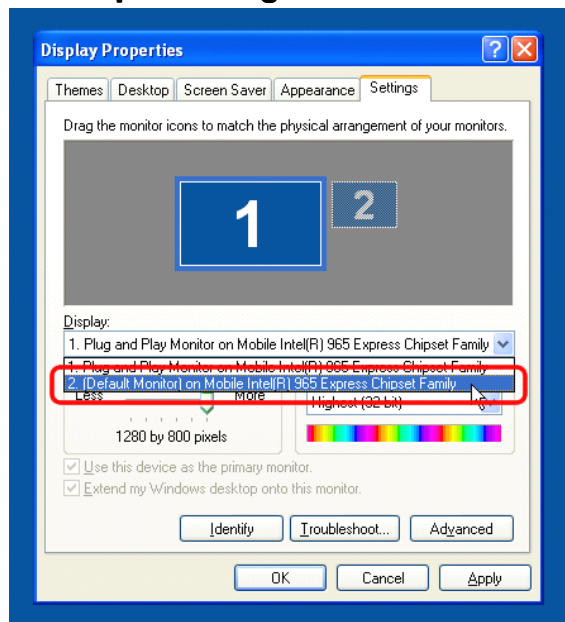 Display Properties
Themes Desktop Screen Saver Appearance Settings
Drag the monitor icons to match the physical arrangement of your monitors.
1 2
Display:
1. Plug and Play Monitor on Mobile Intel(R) 965 Express Chipset Family
1. Plug and Play Monitor on Mobile Intel(R) 965 Express Chipset Family
2. (Default Monitor) on Mobile Intel(R) 965 Express Chipset Family
Less More Highest (32 bit)
1280 by 800 pixels
Use this device as the primary monitor.
Extend my Windows desktop onto this monitor.
Identify Troubleshoot... Advanced
OK Cancel Apply